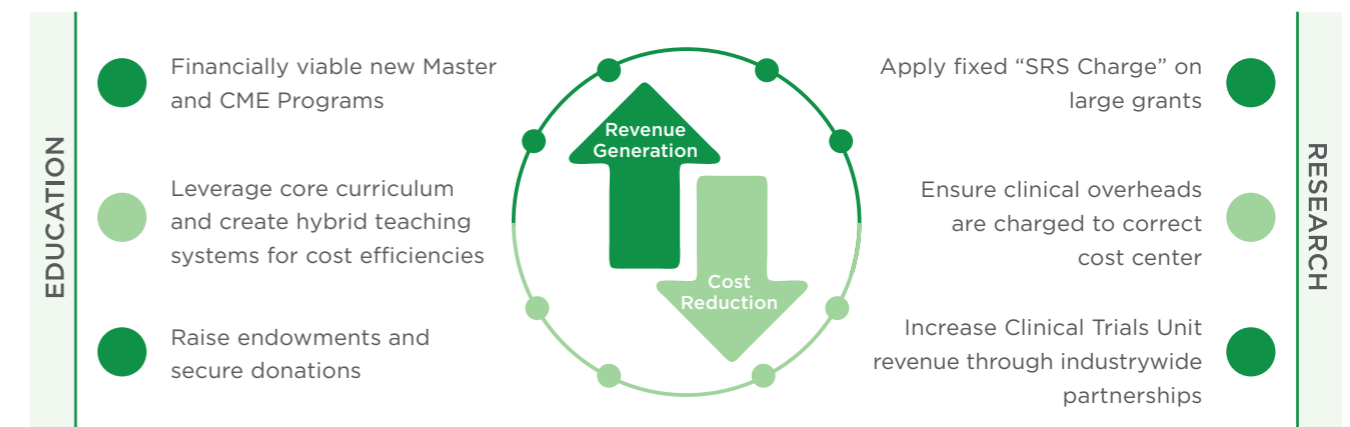 EDUCATION
Financially viable new Master
and CME Programs
Leverage core curriculum
and create hybrid teaching
systems for cost efficiencies
Raise endowments and
secure donations
Revenue
Generation
Cost
Reduction
Apply fixed “SRS Charge” on
large grants
Ensure clinical overheads
are charged to correct
cost center
Increase Clinical Trials Unit
revenue through industrywide
partnerships
RESEARCH